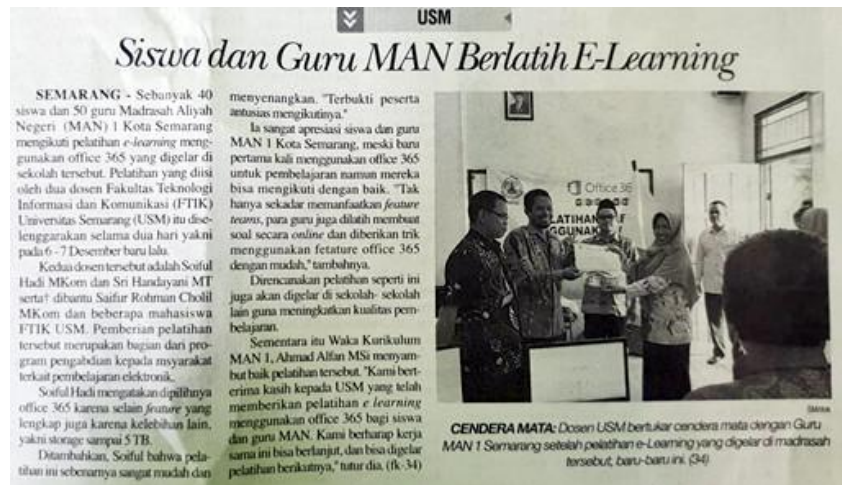 USM
Siswa dan Guru MAN Berlatih E-Learning
SEMARANG - Sebanyak 40
siswa dan 50 guru Madrasah Aliyah
Negeri (MAN) 1 Kota Semarang
mengikuti pelatihan e-learning meng-
gunakan office 365 yang digelar di
sekolah tersebut. Pelatihan yang diisi
oleh dua dosen Fakultas Teknologi
Informasi dan Komunikasi (FTIK)
Universitas Semarang (USM) itu dise-
lenggarakan selama dua hari yakni
pada 6 - 7 Desember baru lalu.
Kedua dosen tersebut adalah Soiful
Hadi MKom dan Sri Handayani MT
serta† dibantu Saifur Rohman Cholil
MKom dan beberapa mahasiswa
FTIK USM. Pemberian pelatihan
tersebut merupakan bagian dari pro-
gram pengabdian kepada msyarakat
terkait pembelajaran elektronik.
Soiful Hadi mengatakan dipilihnya
office 365 karena selain feature yang
lengkap juga karena kelebihan lain,
yakni storage sampai 5 TB.
Ditambahkan, Soiful bahwa pela-
tihan ini sebenarnya sangat mudah dan
menyenangkan. "Terbukti peserta
antusias mengikutinya."
Ia sangat apresiasi siswa dan guru
MAN 1 Kota Semarang, meski baru
pertama kali menggunakan office 365
untuk pembelajaran namun mereka
bisa mengikuti dengan baik. "Tak
hanya sekadar memanfaatkan feature
teams, para guru juga dilatih membuat
soal secara online dan diberikan trik
menggunakan fetature office 365
dengan mudah," tambahnya.
Direncanakan pelatihan seperti ini
juga akan digelar di sekolah- sekolah
lain guna meningkatkan kualitas pem-
belajaran.
Sementara itu Waka Kurikulum
MAN 1, Ahmad Alfan MSi menyam-
but baik pelatihan tersebut. "Kami bert-
erima kasih kepada USM yang telah
memberikan pelatihan e learning
menggunakan office 365 bagi siswa
dan guru MAN. Kami berharap kerja
sama ini bisa berlanjut, dan bisa digelar
pelatihan berikutnya," tutur dia. (fk-34)
Office 36
LATIHAN
GGUNAK
CENDERA MATA: Dosen USM bertukar cendera mata dengan Guru
MAN 1 Semarang setelah pelatihan e-Learning yang digelar di madrasah
tersebut, baru-baru ini. (34)